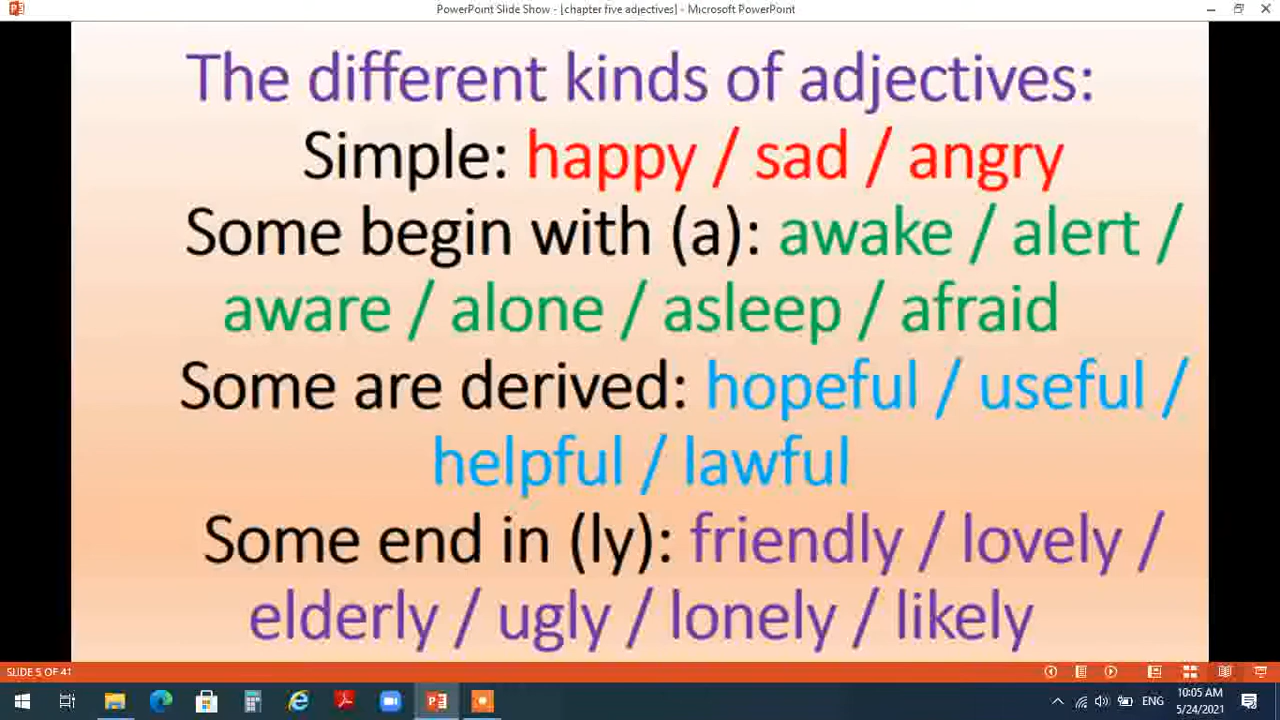 PowerPoint Slide Show - [chapter five adjectives] - Microsoft PowerPoint
The different kinds of adjectives:
Simple: happy / sad / angry
Some begin with (a): awake / alert /
aware / alone / asleep / afraid
Some are derived: hopeful / useful /
helpful / lawful
Some end in (ly): friendly / lovely /
elderly / ugly / lonely / likely
SLIDE 5 OF 41
10:05 AM
ENG
5/24/2021